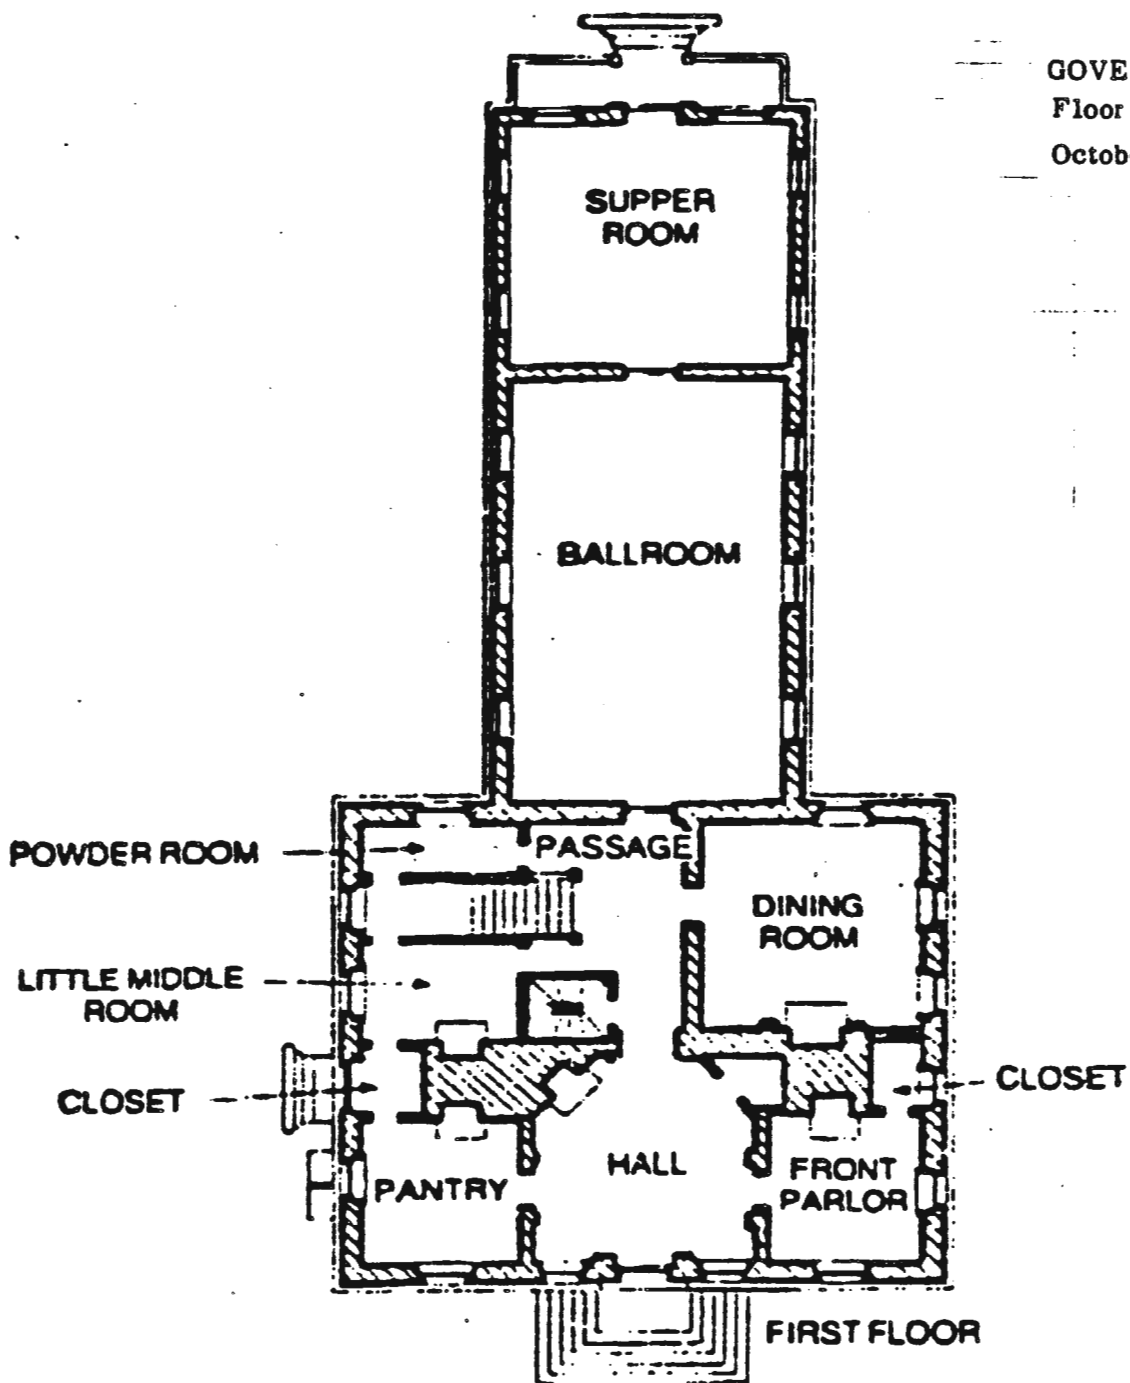 GOVE
Floor
Octob
SUPPER
ROOM
BALLROOM
POWDER ROOM
PASSAGE
DINING
ROOM
LITTLE MIDDLE
ROOM
CLOSET
CLOSET
HALL
FRONT
PARLOR
PANTRY
FIRST FLOOR